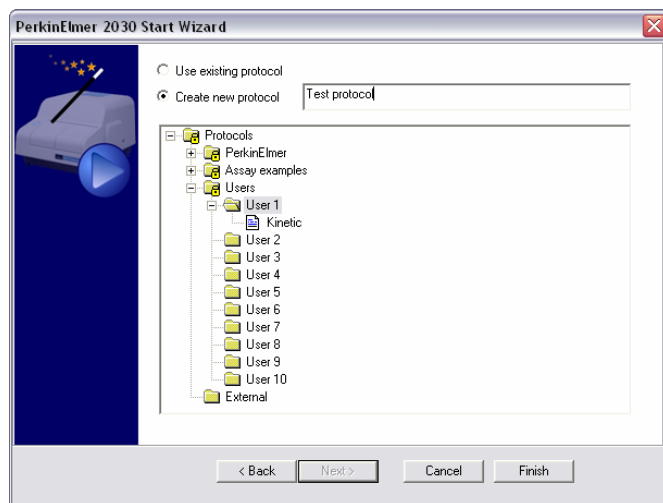 PerkinElmer 2030 Start Wizard
Use existing protocol
Create new protocol
Test protocol
Protocols
PerkinElmer
Assay examples
Users
User 1
Kinetic
User 2
User 3
User 4
User 5
User 6
User 7
User 8
User 9
User 10
External
< Back
Next >
Cancel
Finish